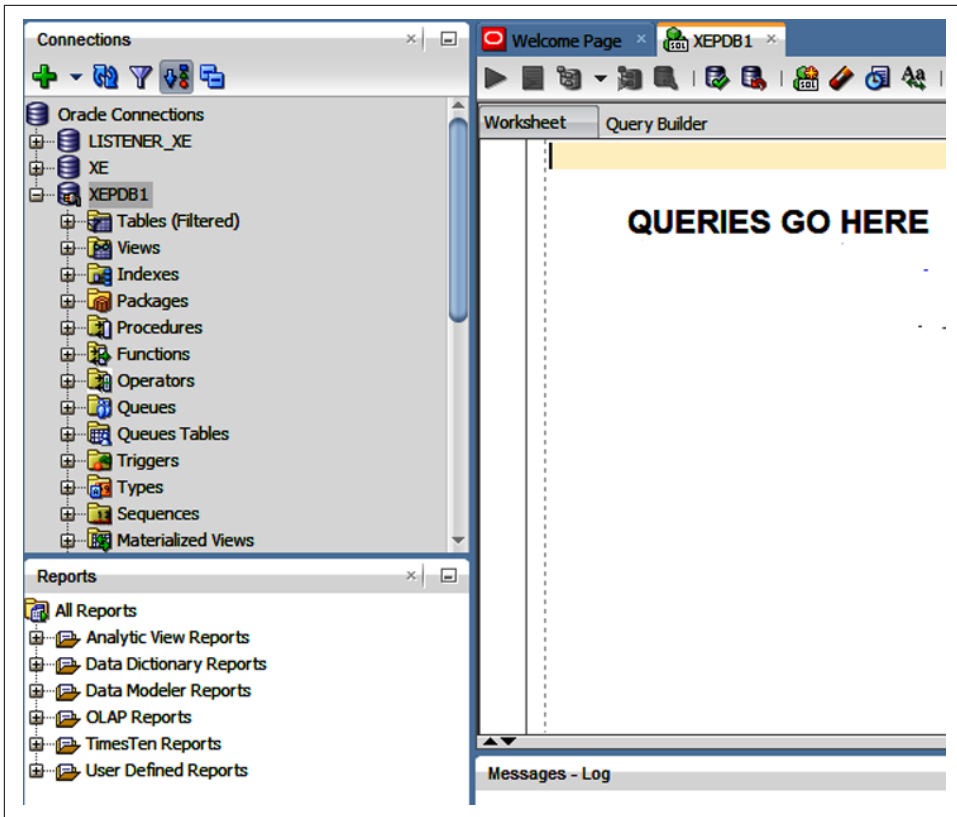 Connections
Oracle Connections
LISTENER_XE
XE
XEPDB1
Tables (Filtered)
Views
Indexes
Packages
Procedures
Functions
Operators
Queues
Queues Tables
Triggers
Types
Sequences
Materialized Views
Reports
All Reports
Analytic View Reports
Data Dictionary Reports
Data Modeler Reports
OLAP Reports
TimesTen Reports
User Defined Reports
Welcome Page
XEPDB1
Worksheet Query Builder
QUERIES GO HERE
Messages - Log